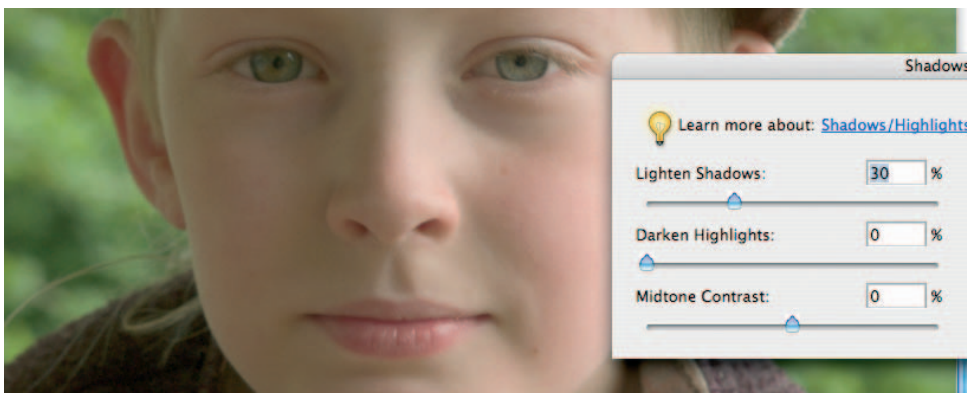 Shadows
Learn more about: Shadows/Highlights
Lighten Shadows: 30 %
Darken Highlights: 0 %
Midtone Contrast: 0 %